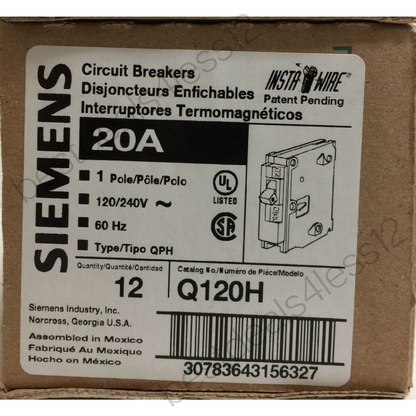 SIEMENS
Circuit Breakers
Disjoncteurs Enfichables
Interruptores Termomagnéticos
INSTA WIRE
Patent Pending
20A
1 Pole/Pôle/Polo
120/240V ~
60 Hz
Type/Tipo QPH
UL
LISTED
SA
Quantity/Quantité/Cantidad
12
Catalog No./Numéro de Pièce/Modelo
Q120H
Siemens Industry, Inc.
Norcross, Georgia U.S.A.
Assembled in Mexico
Fabriqué Au Mexique
Hecho en México
30783643156327
besttools4less12